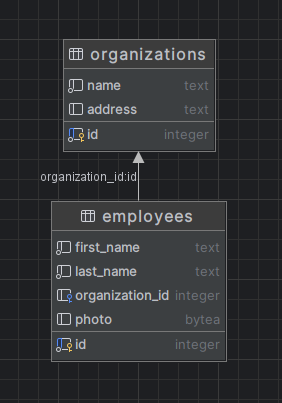 organizations
name text
address text
id integer
organization_id:id
employees
first_name text
last_name text
organization_id integer
photo bytea
id integer